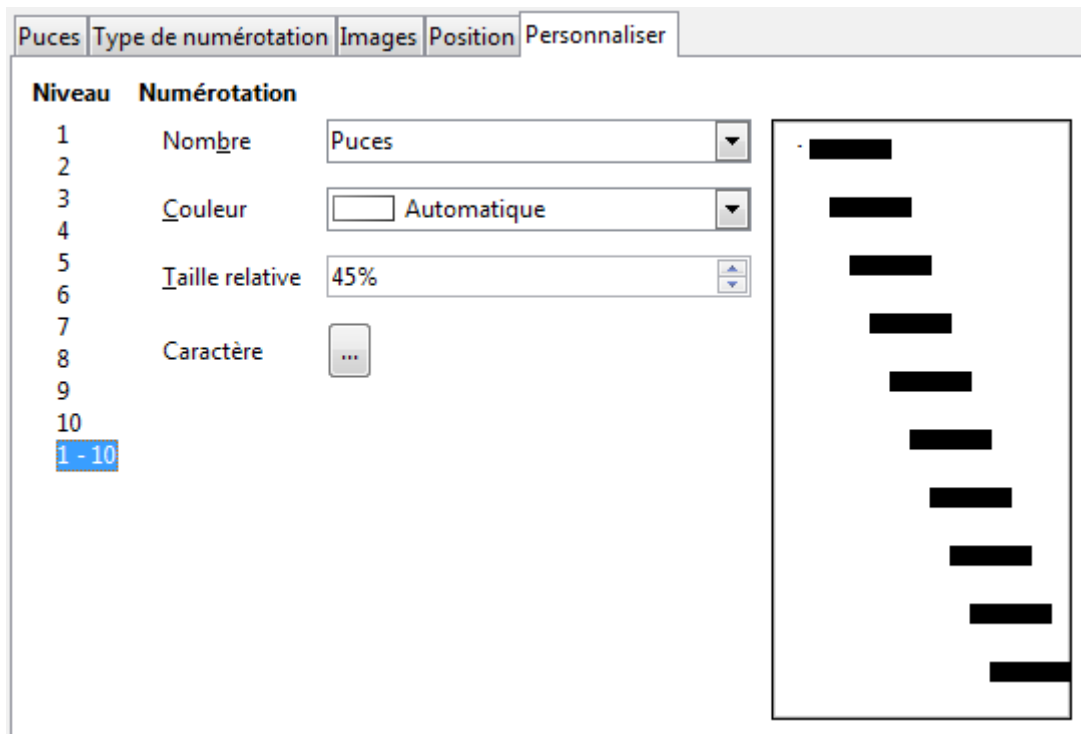 Puces Type de numérotation Images Position Personnaliser
Niveau Numérotation
1
2
3
4
5
6
7
8
9
10
1 - 10
Nombre Puces
Couleur Automatique
Taille relative 45%
Caractère ...